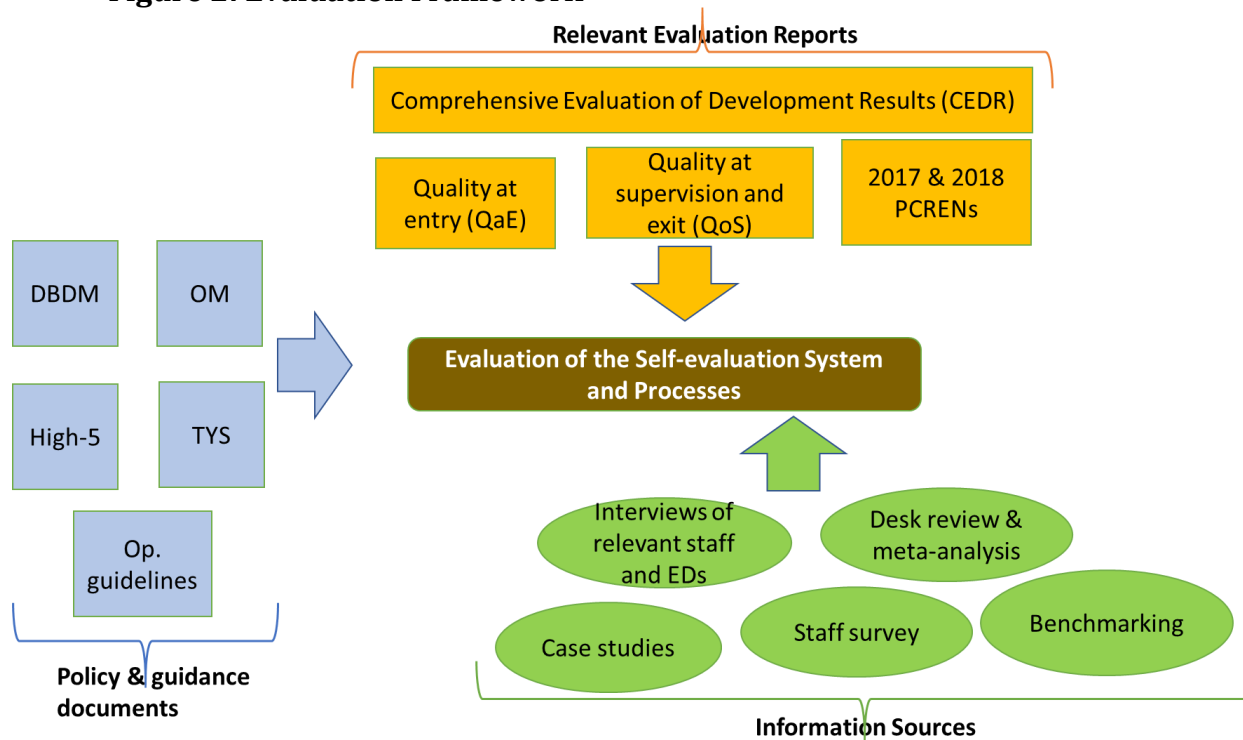 Relevant Evaluation Reports
Comprehensive Evaluation of Development Results (CEDR)
Quality at
entry (QaE)
Quality at
supervision and
exit (QoS)
2017 & 2018
PCRENs
DBDM
OM
High-5
TYS
Op.
guidelines
Policy & guidance
documents
Evaluation of the Self-evaluation System
and Processes
Interviews of
relevant staff
and EDs
Desk review &
meta-analysis
Case studies
Staff survey
Benchmarking
Information Sources